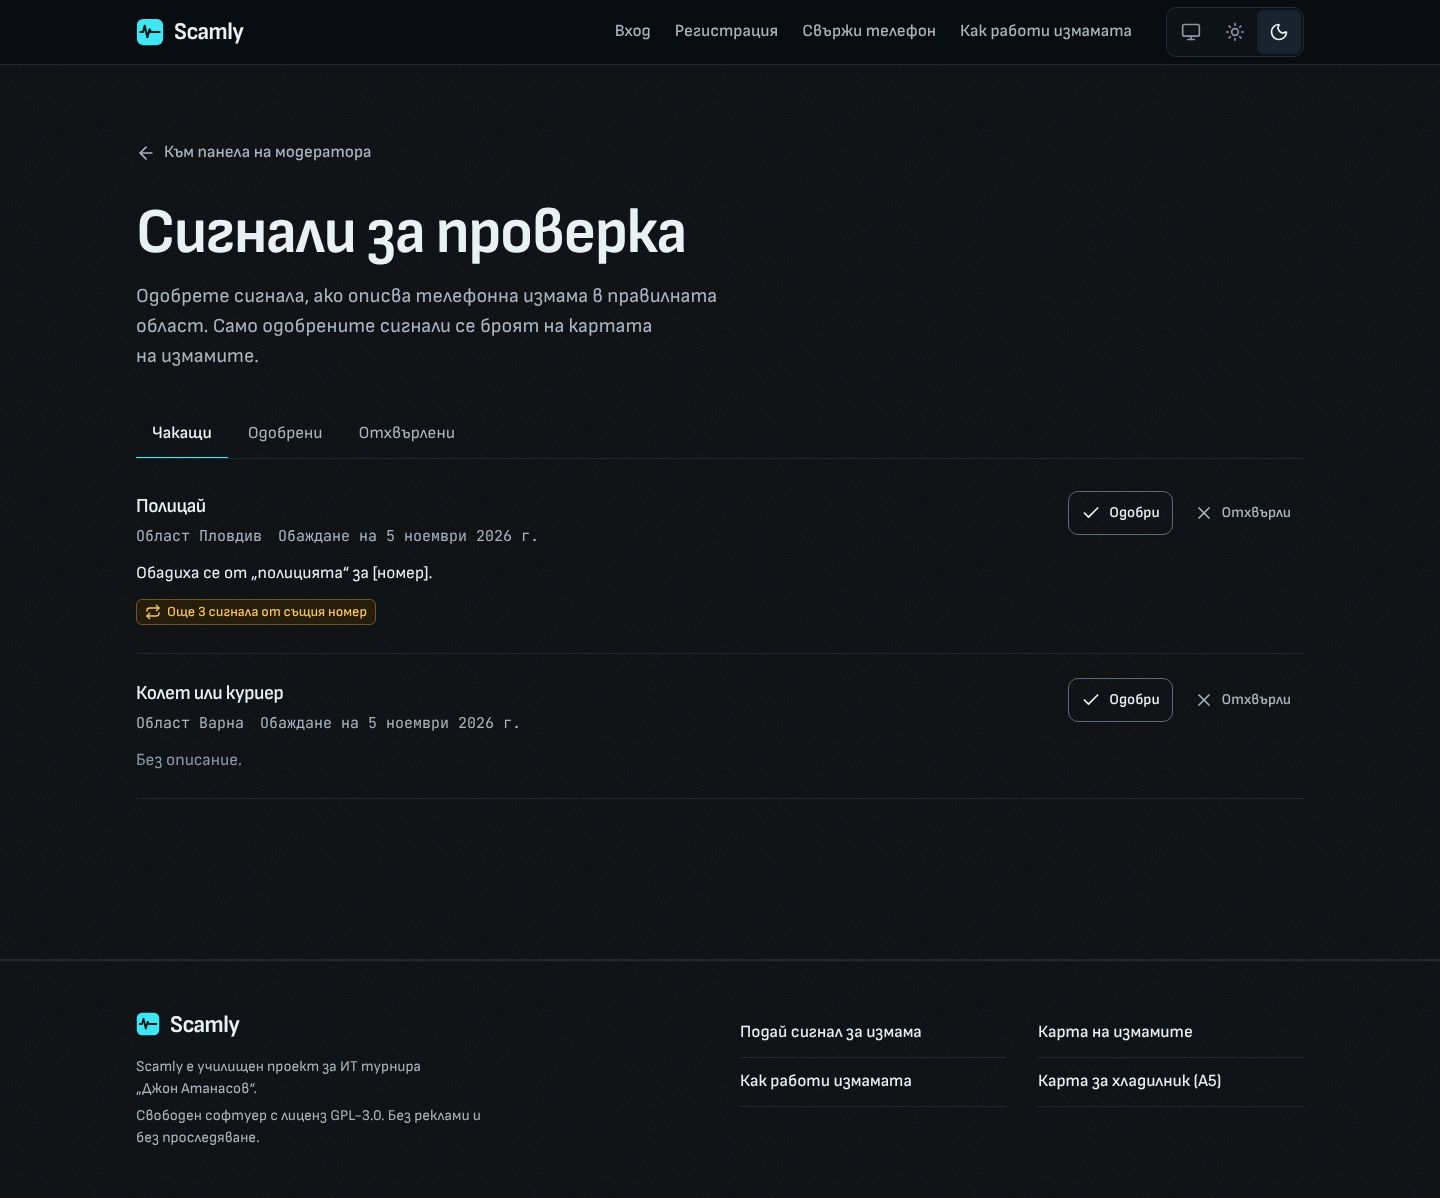 Scamly
Вход
Регистрация
Свържи телефон
Как работи измамата
Към панела на модератора
Сигнали за проверка
Одобрете сигнала, ако описва телефонна измама в правилната
област. Само одобрените сигнали се броят на картата
на измамите.
Чакащи
Одобрени
Отхвърлени
Полицай
Одобри
Отхвърли
Област Пловдив Обаждане на 5 ноември 2026 г.
Обадиха се от „полицията“ за [номер].
Още 3 сигнала от същия номер
Колет или куриер
Одобри
Отхвърли
Област Варна Обаждане на 5 ноември 2026 г.
Без описание.
Scamly
Scamly е училищен проект за ИТ турнира
„Джон Атанасов“.
Свободен софтуер с лиценз GPL-3.0. Без реклами и
без проследяване.
Подай сигнал за измама
Карта на измамите
Как работи измамата
Карта за хладилник (А5)